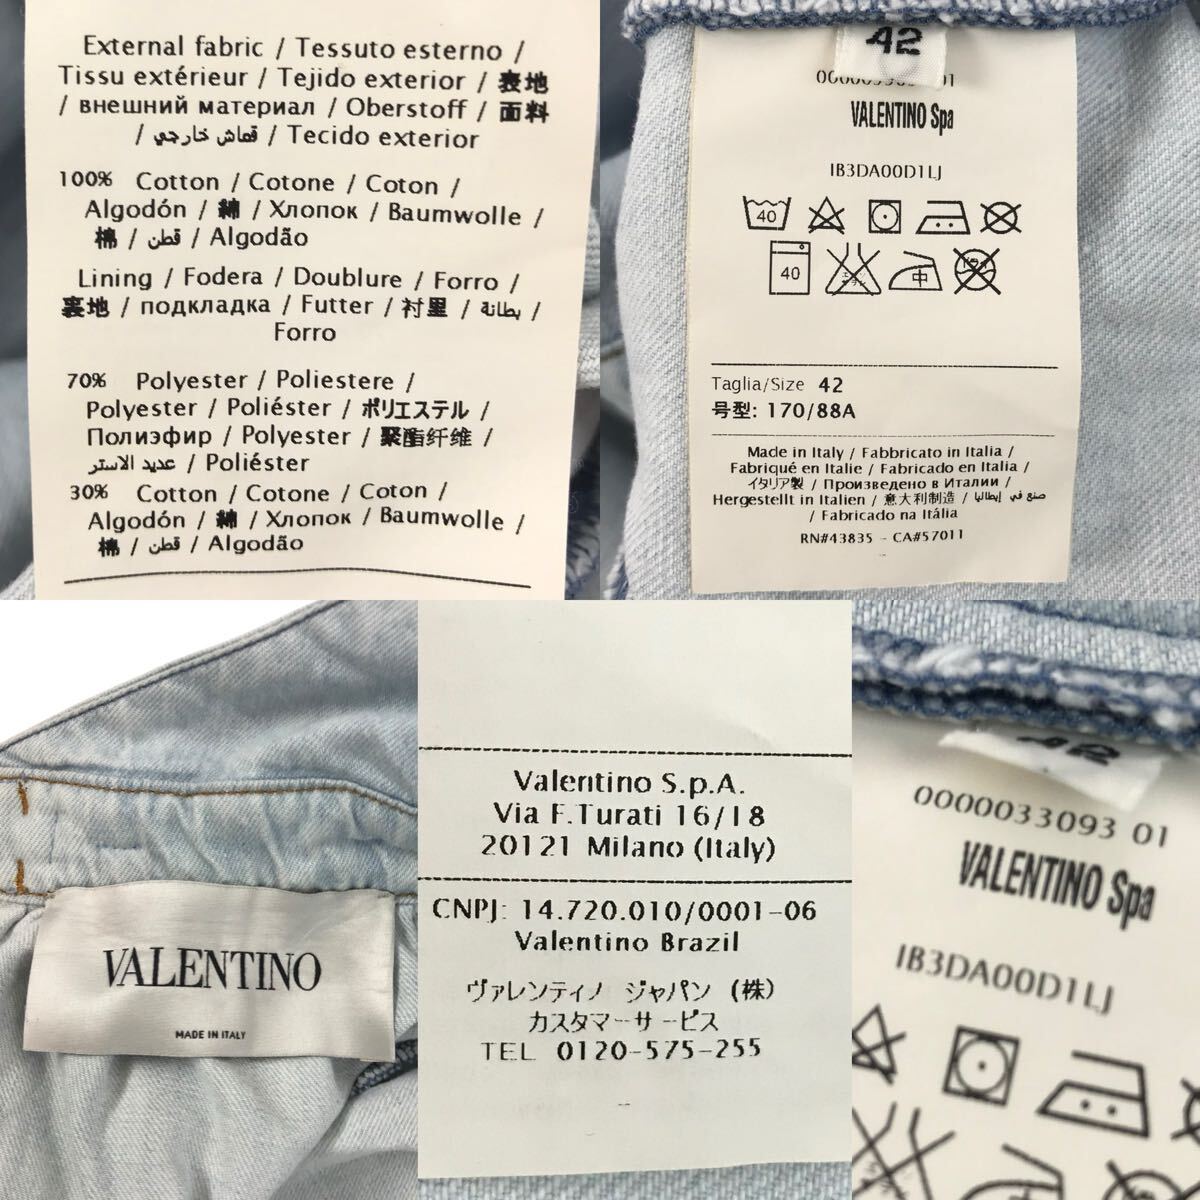 External fabric / Tessuto esterno /
Tissu extérieur / Tejido exterior / 表地
/ внешний материал / Oberstoff / 面料
/ قماش خارجي / Tecido exterior
100% Cotton / Cotone / Coton /
Algodón / 綿 / Хлопок / Baumwolle /
棉 / قطن / Algodão
Lining / Fodera / Doublure / Forro /
裏地 / подкладка / Futter / 衬里 / بطانة /
Forro
70% Polyester / Poliestere /
Polyester / Poliéster / ポリエステル /
Полиэфир / Polyester / 聚酯纤维 /
عديد الاستر / Poliéster
30% Cotton / Cotone / Coton /
Algodón / 綿 / Хлопок / Baumwolle /
棉 / قطن / Algodão
42
VALENTINO Spa
IB3DA00D1LJ
40
40
中
Taglia/Size 42
号型: 170/88A
Made in Italy / Fabbricato in Italia /
Fabriqué en Italie / Fabricado en Italia /
イタリア製 / Произведено в Италии /
Hergestellt in Italien / 意大利制造 / صنع في إيطاليا
/ Fabricado na Itália
RN#43835 - CA#57011
VALENTINO
MADE IN ITALY
Valentino S.p.A.
Via F.Turati 16/18
20121 Milano (Italy)
CNPJ: 14.720.010/0001-06
Valentino Brazil
ヴァレンティノ ジャパン (株)
カスタマーサービス
TEL 0120-575-255
42
0000033093 01
VALENTINO Spa
IB3DA00D1LJ